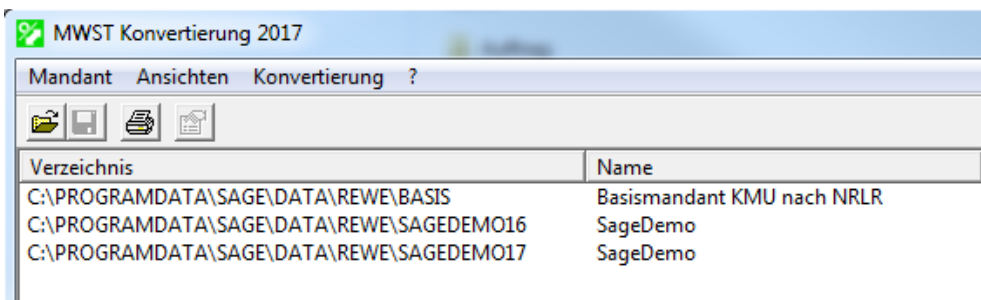 MWST Konvertierung 2017
Mandant Ansichten Konvertierung ?
Verzeichnis Name
C:\PROGRAMDATA\SAGE\DATA\REWE\BASIS Basismandant KMU nach NRLR
C:\PROGRAMDATA\SAGE\DATA\REWE\SAGEDEMO16 SageDemo
C:\PROGRAMDATA\SAGE\DATA\REWE\SAGEDEMO17 SageDemo